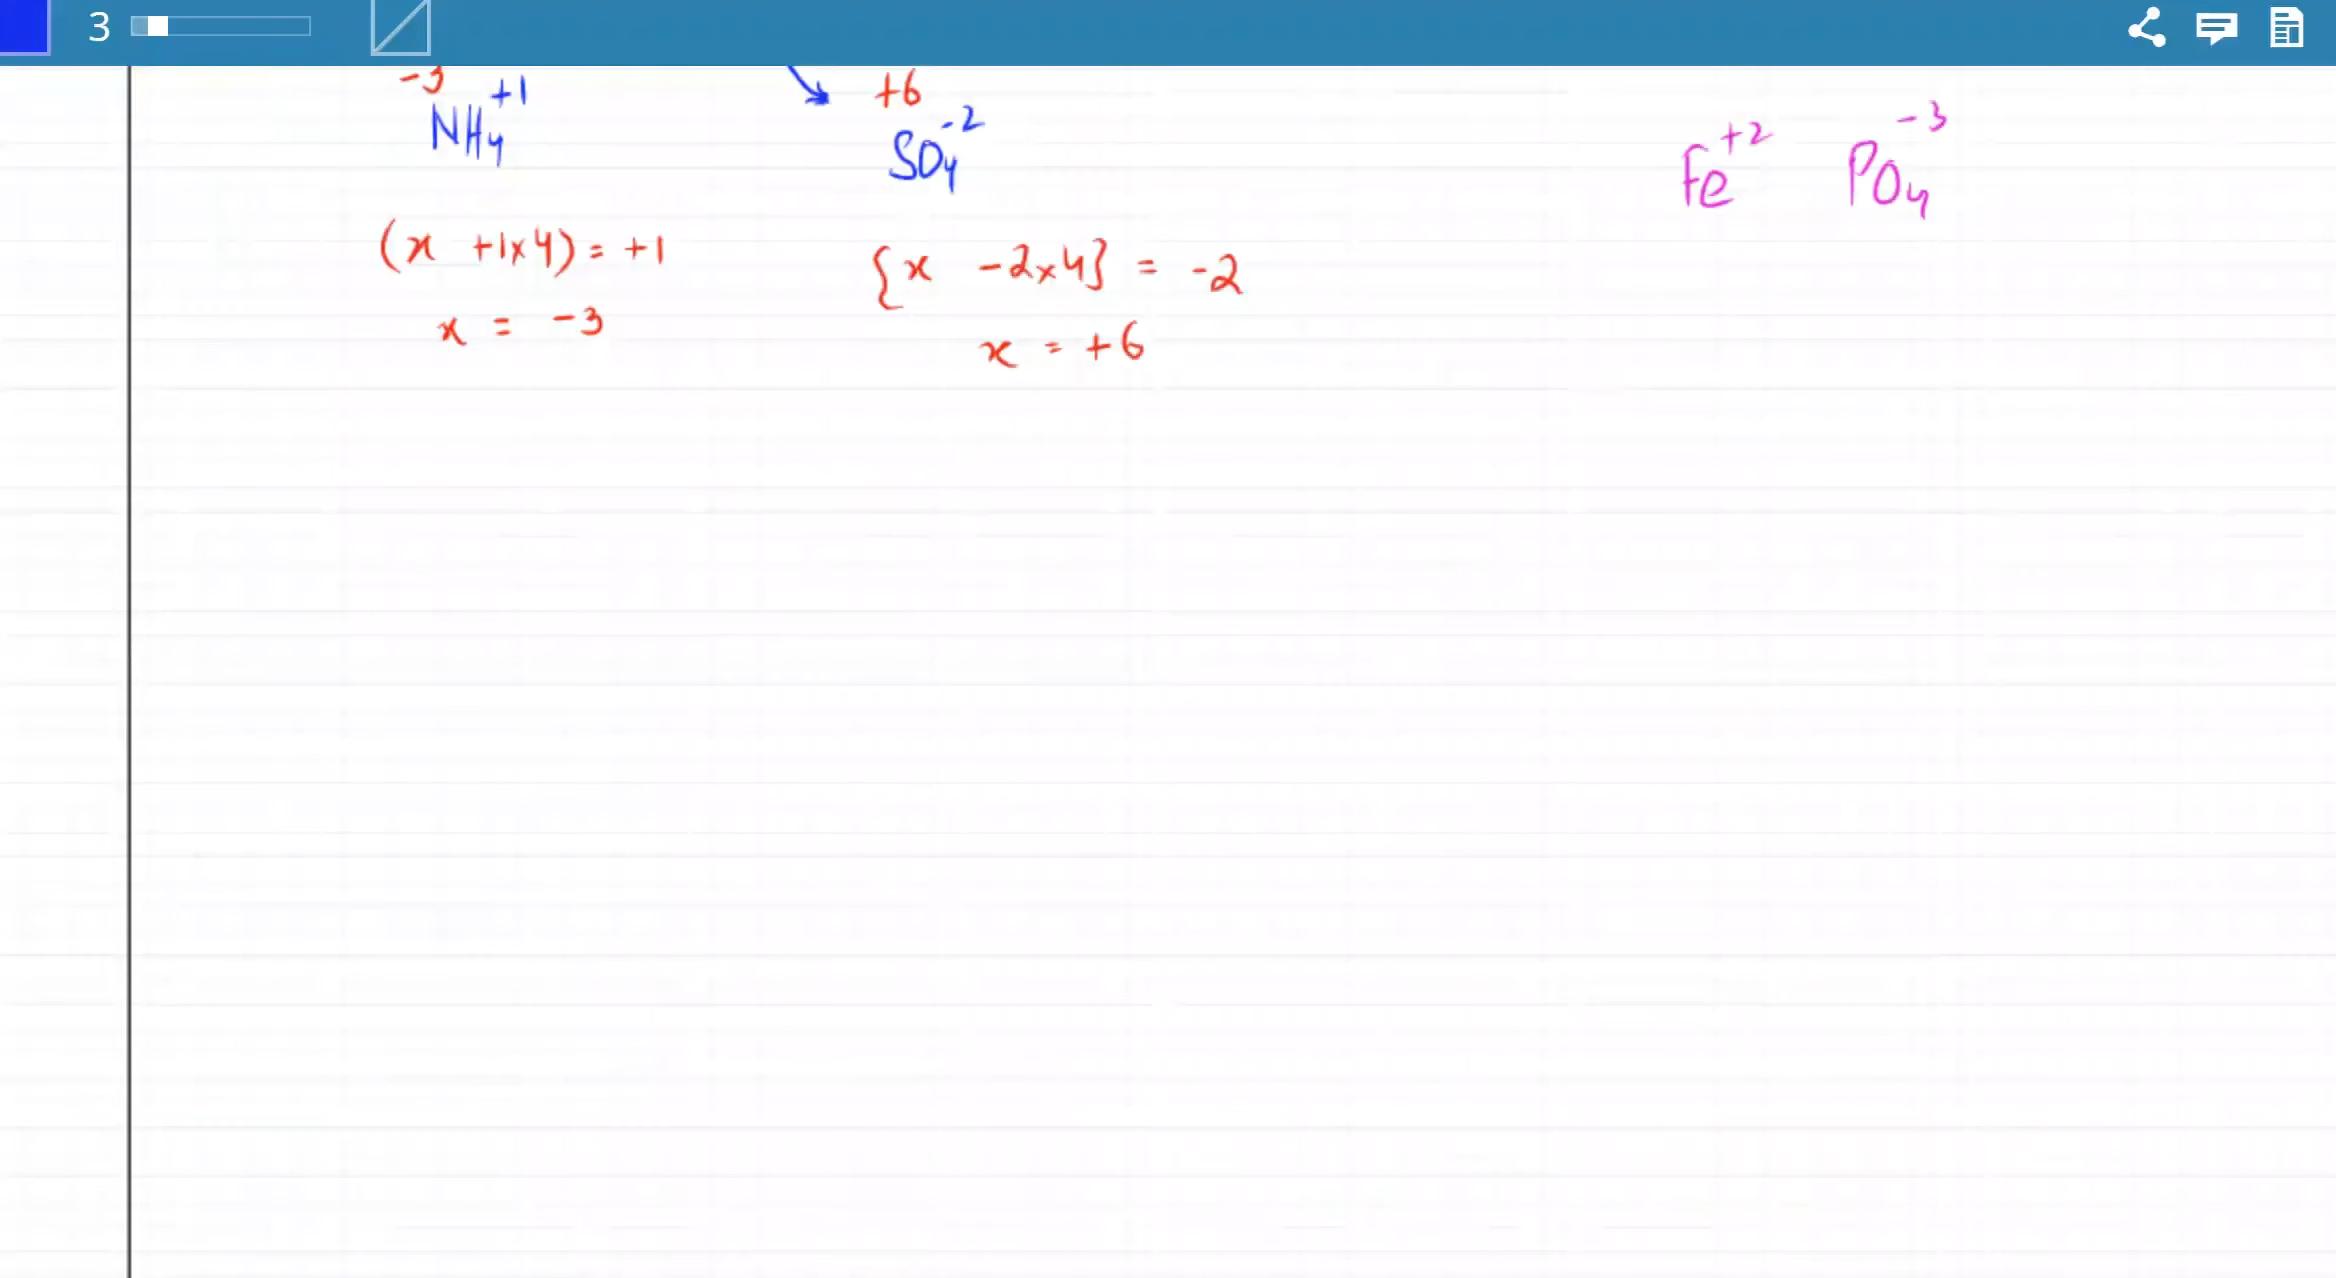 3
-3 +1
NH4
+6 -2
SO4
Fe+2 PO4-3
(x +1x4) = +1
x = -3
{x -2x4} = -2
x = +6